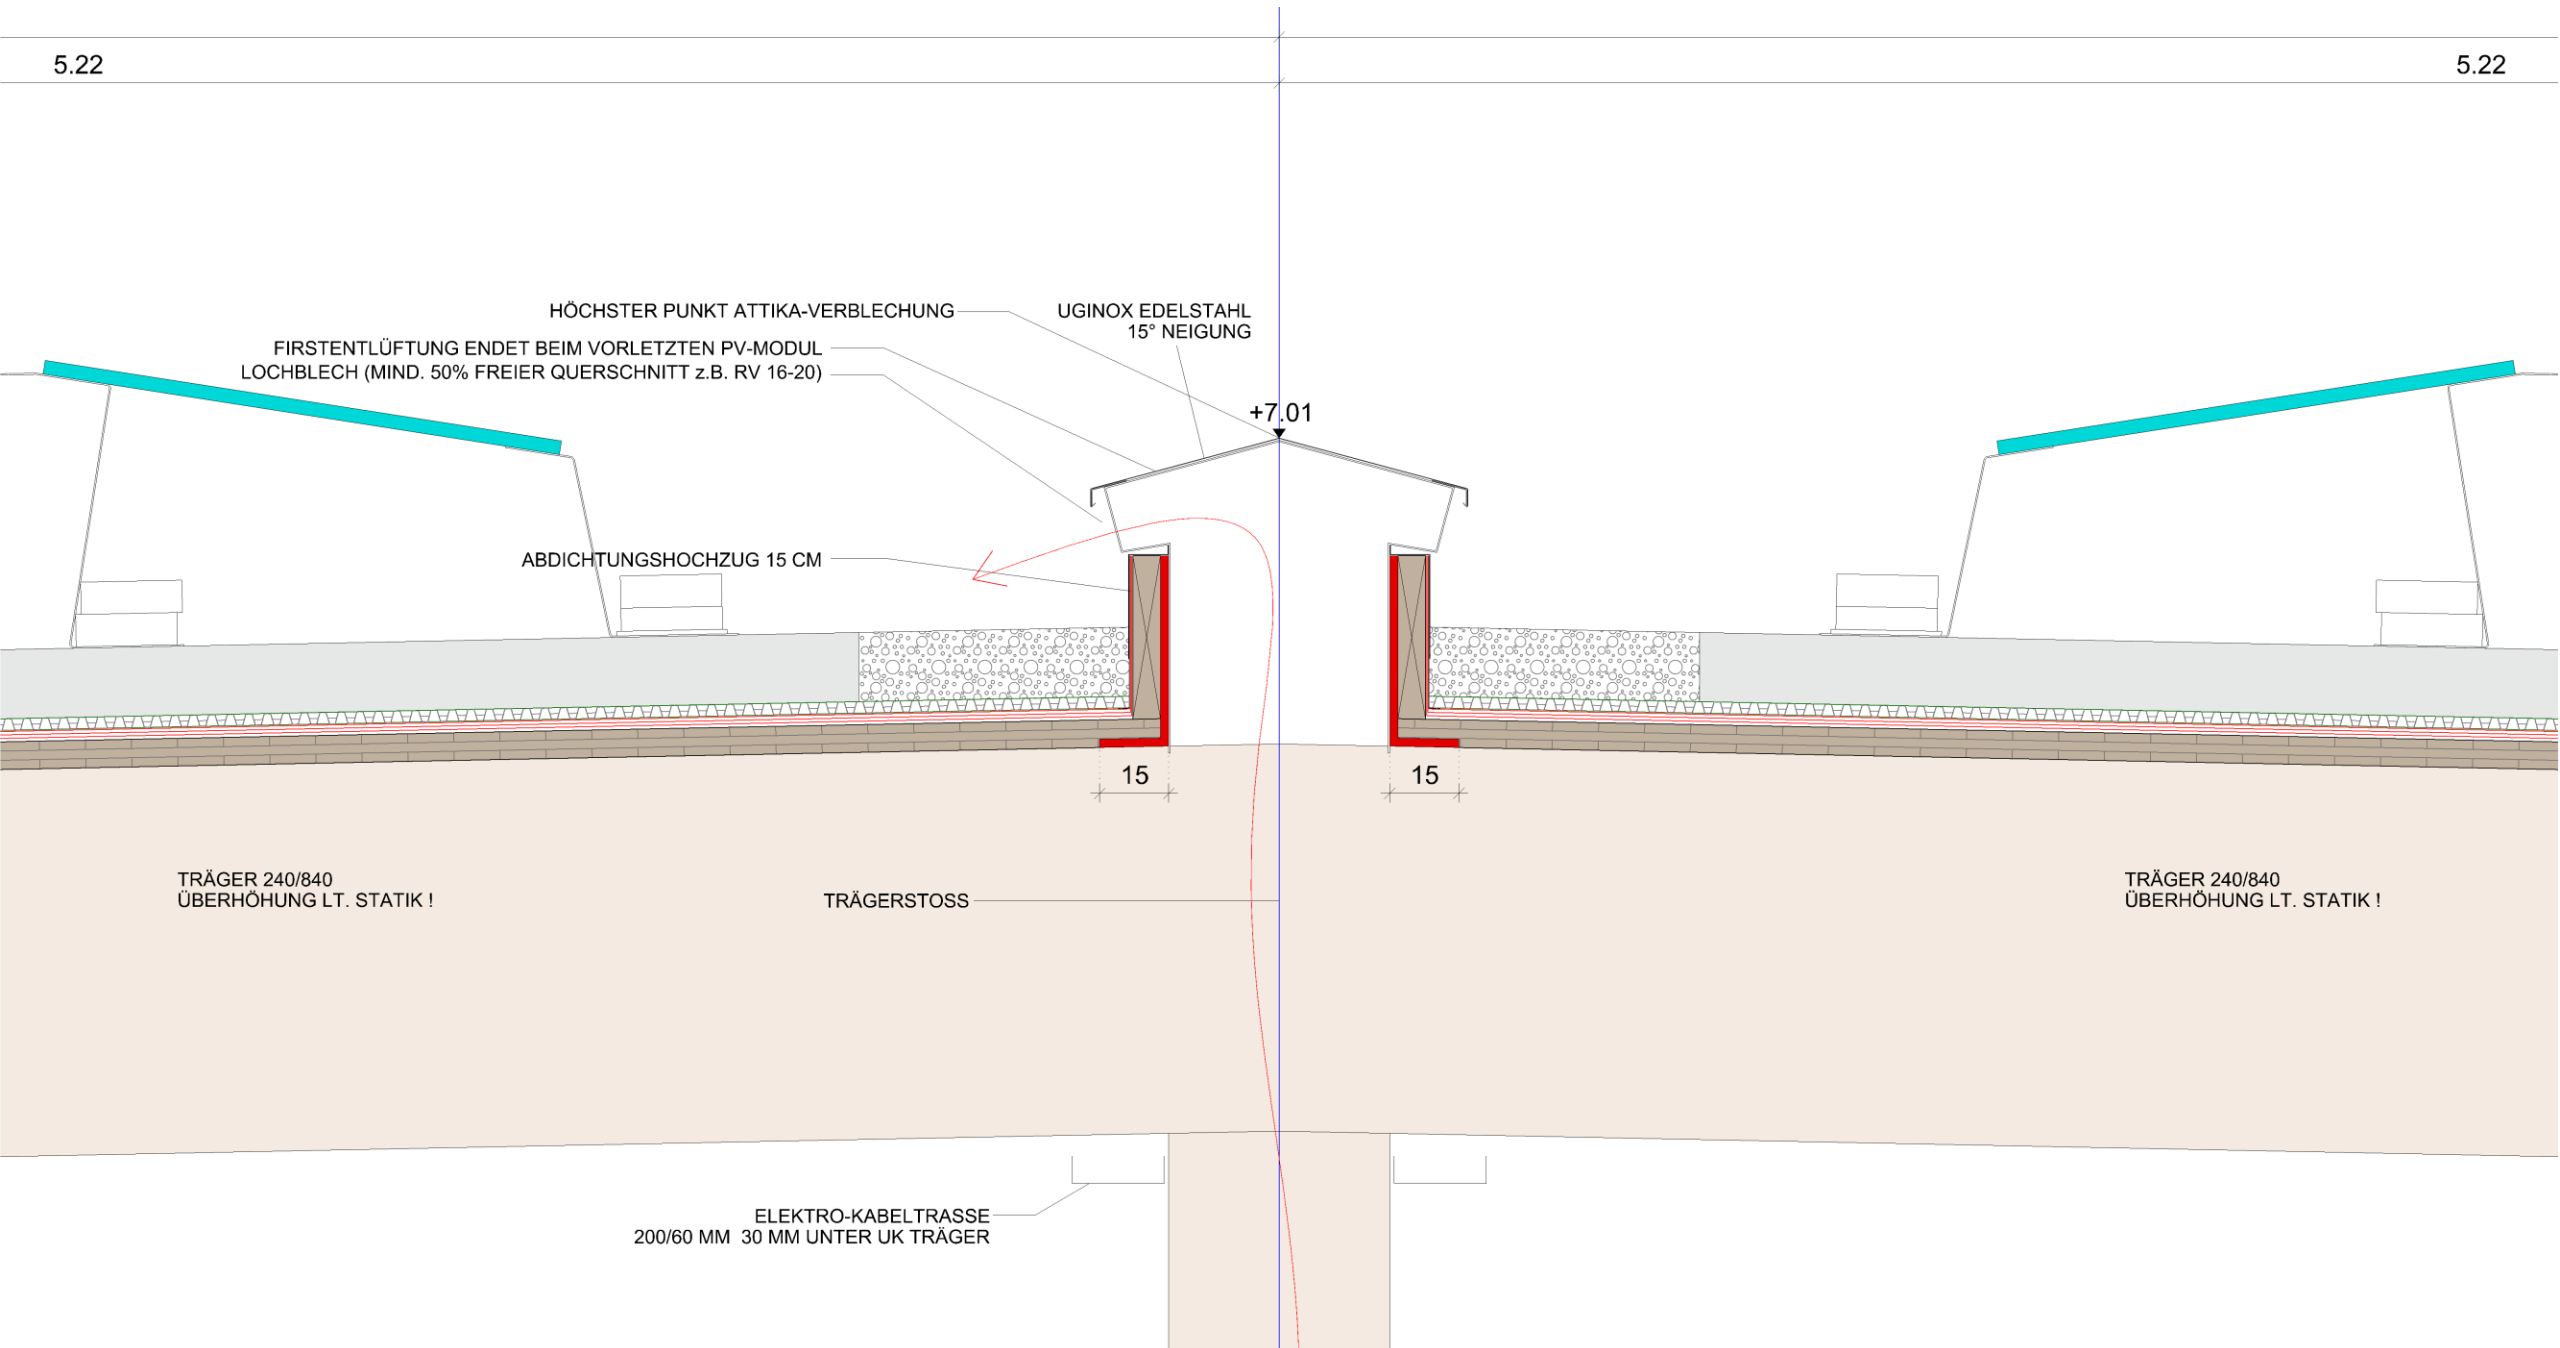 5.22
5.22
HÖCHSTER PUNKT ATTIKA-VERBLECHUNG
UGINOX EDELSTAHL
15° NEIGUNG
FIRSTENTLÜFTUNG ENDET BEIM VORLETZTEN PV-MODUL
LOCHBLECH (MIND. 50% FREIER QUERSCHNITT z.B. RV 16-20)
+7.01
ABDICHTUNGSHOCHZUG 15 CM
15
15
TRÄGER 240/840
ÜBERHÖHUNG LT. STATIK !
TRÄGERSTOSS
TRÄGER 240/840
ÜBERHÖHUNG LT. STATIK !
ELEKTRO-KABELTRASSE
200/60 MM  30 MM UNTER UK TRÄGER